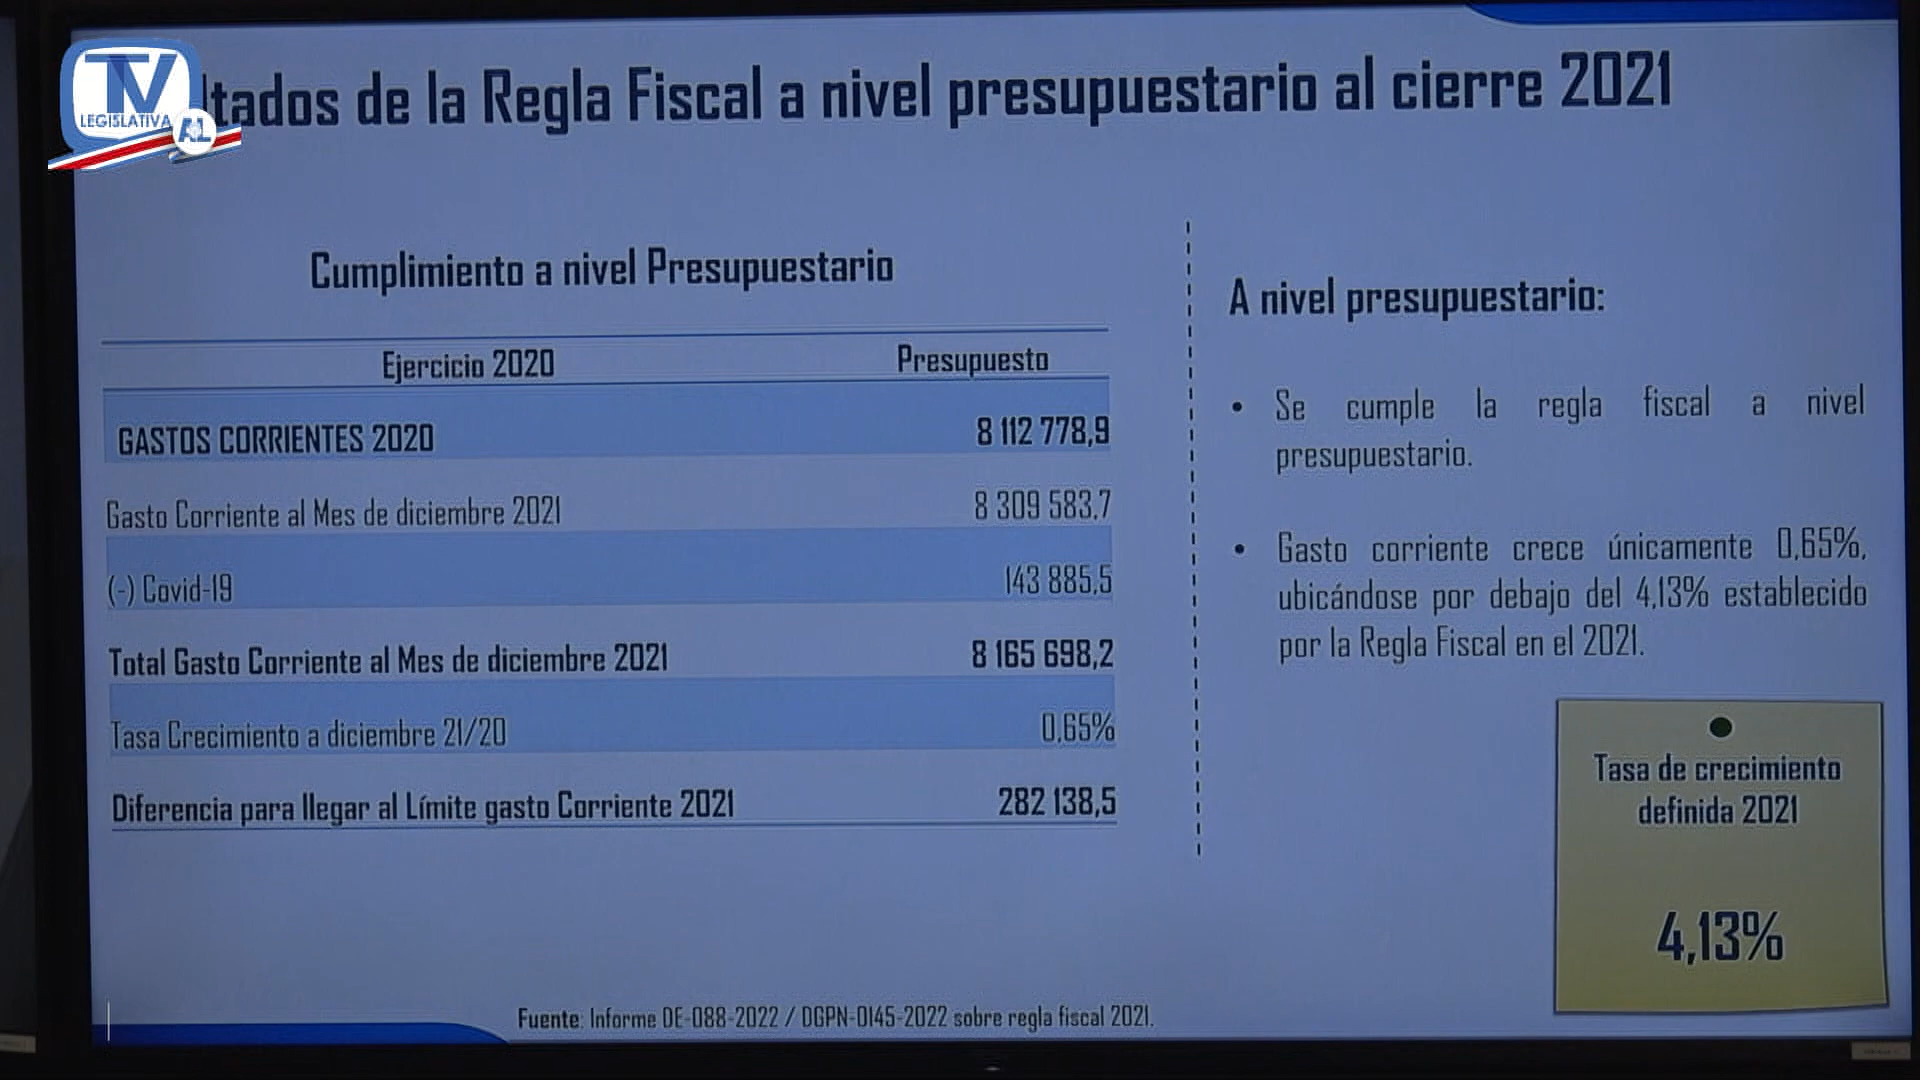 TV
LEGISLATIVA
AL
ltados de la Regla Fiscal a nivel presupuestario al cierre 2021
Cumplimiento a nivel Presupuestario
Ejercicio 2020 Presupuesto
GASTOS CORRIENTES 2020 8 112 778,9
Gasto Corriente al Mes de diciembre 2021 8 309 583,7
(-) Covid-19 143 885,5
Total Gasto Corriente al Mes de diciembre 2021 8 165 698,2
Tasa Crecimiento a diciembre 21/20 0,65%
Diferencia para llegar al Límite gasto Corriente 2021 282 138,5
A nivel presupuestario:
• Se cumple la regla fiscal a nivel
presupuestario.
• Gasto corriente crece únicamente 0,65%,
ubicándose por debajo del 4,13% establecido
por la Regla Fiscal en el 2021.
Tasa de crecimiento
definida 2021
4,13%
Fuente: Informe DE-088-2022 / DGPN-0145-2022 sobre regla fiscal 2021.